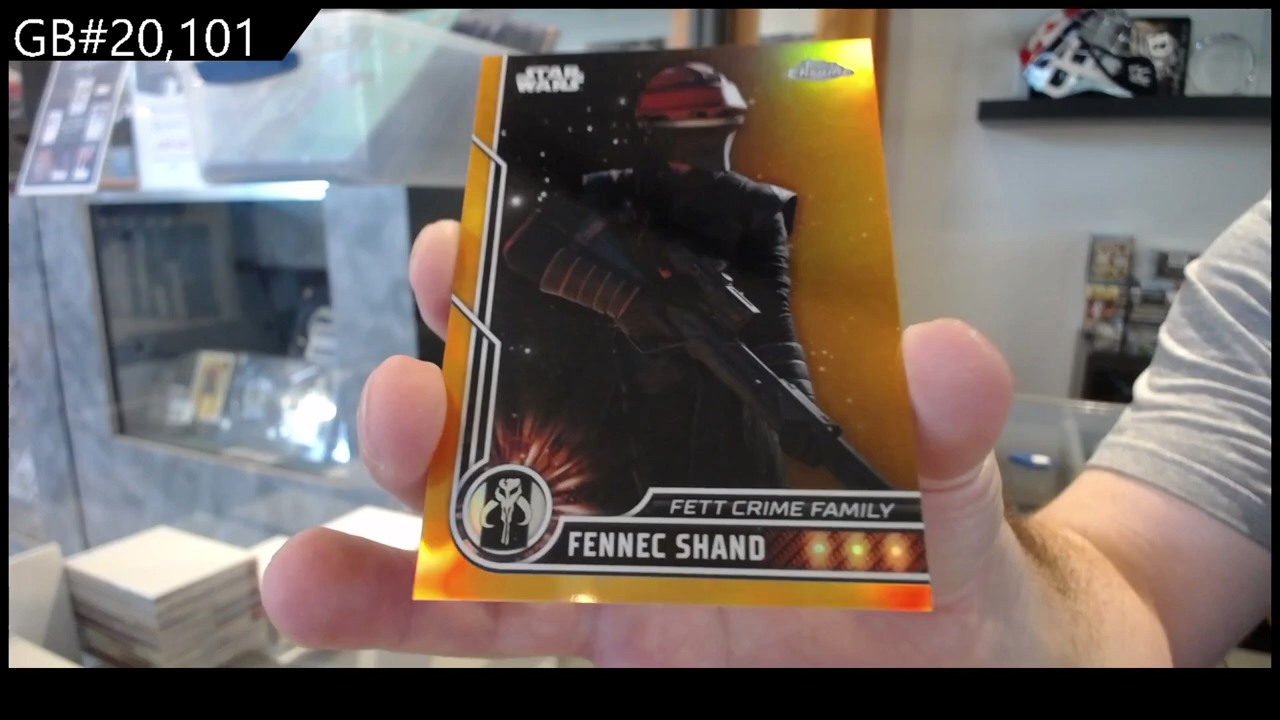 GB#20,101
STAR
WARS
Chrome
FETT CRIME FAMILY
FENNEC SHAND